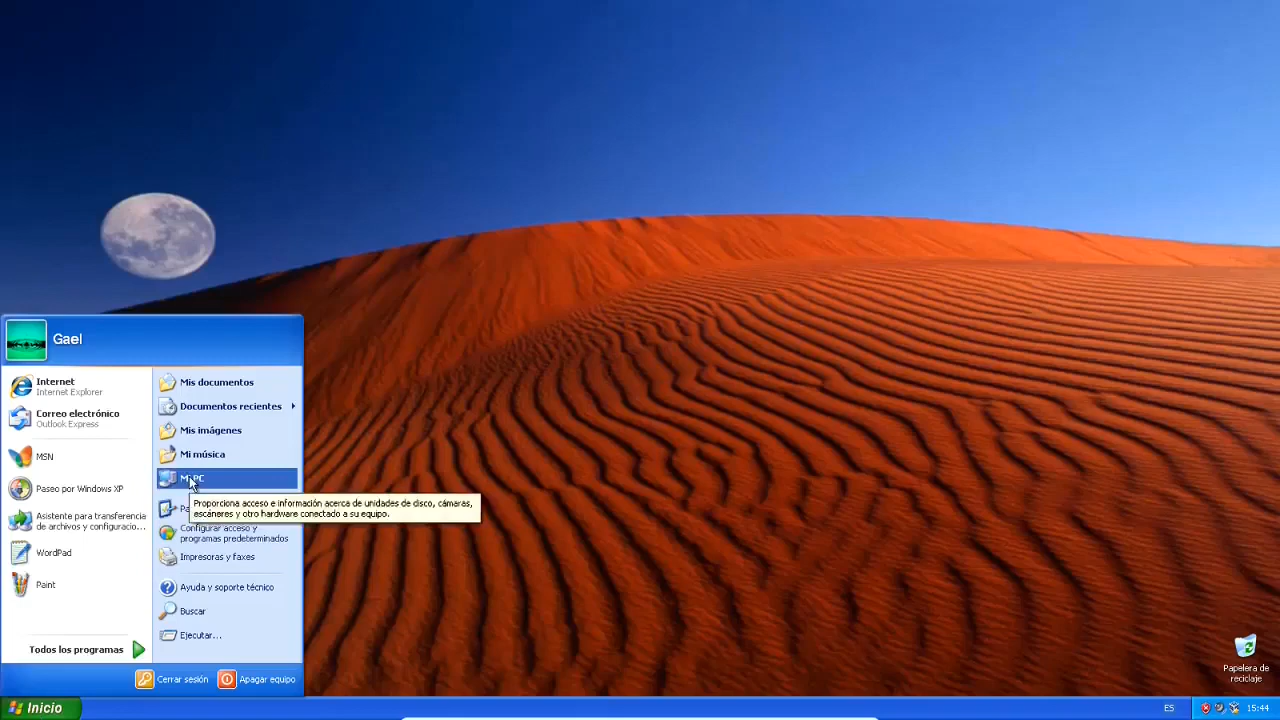 Gael
Internet
Internet Explorer
Correo electrónico
Outlook Express
MSN
Paseo por Windows XP
Asistente para transferencia
de archivos y configuracio...
WordPad
Paint
Todos los programas
Mis documentos
Documentos recientes
Mis imágenes
Mi música
Mi PC
Proporciona acceso e información acerca de unidades de disco, cámaras,
escáneres y otro hardware conectado a su equipo.
Configurar acceso y
programas predeterminados
Impresoras y faxes
Ayuda y soporte técnico
Buscar
Ejecutar...
Cerrar sesión
Apagar equipo
Papelera de
reciclaje
Inicio
ES
15:44